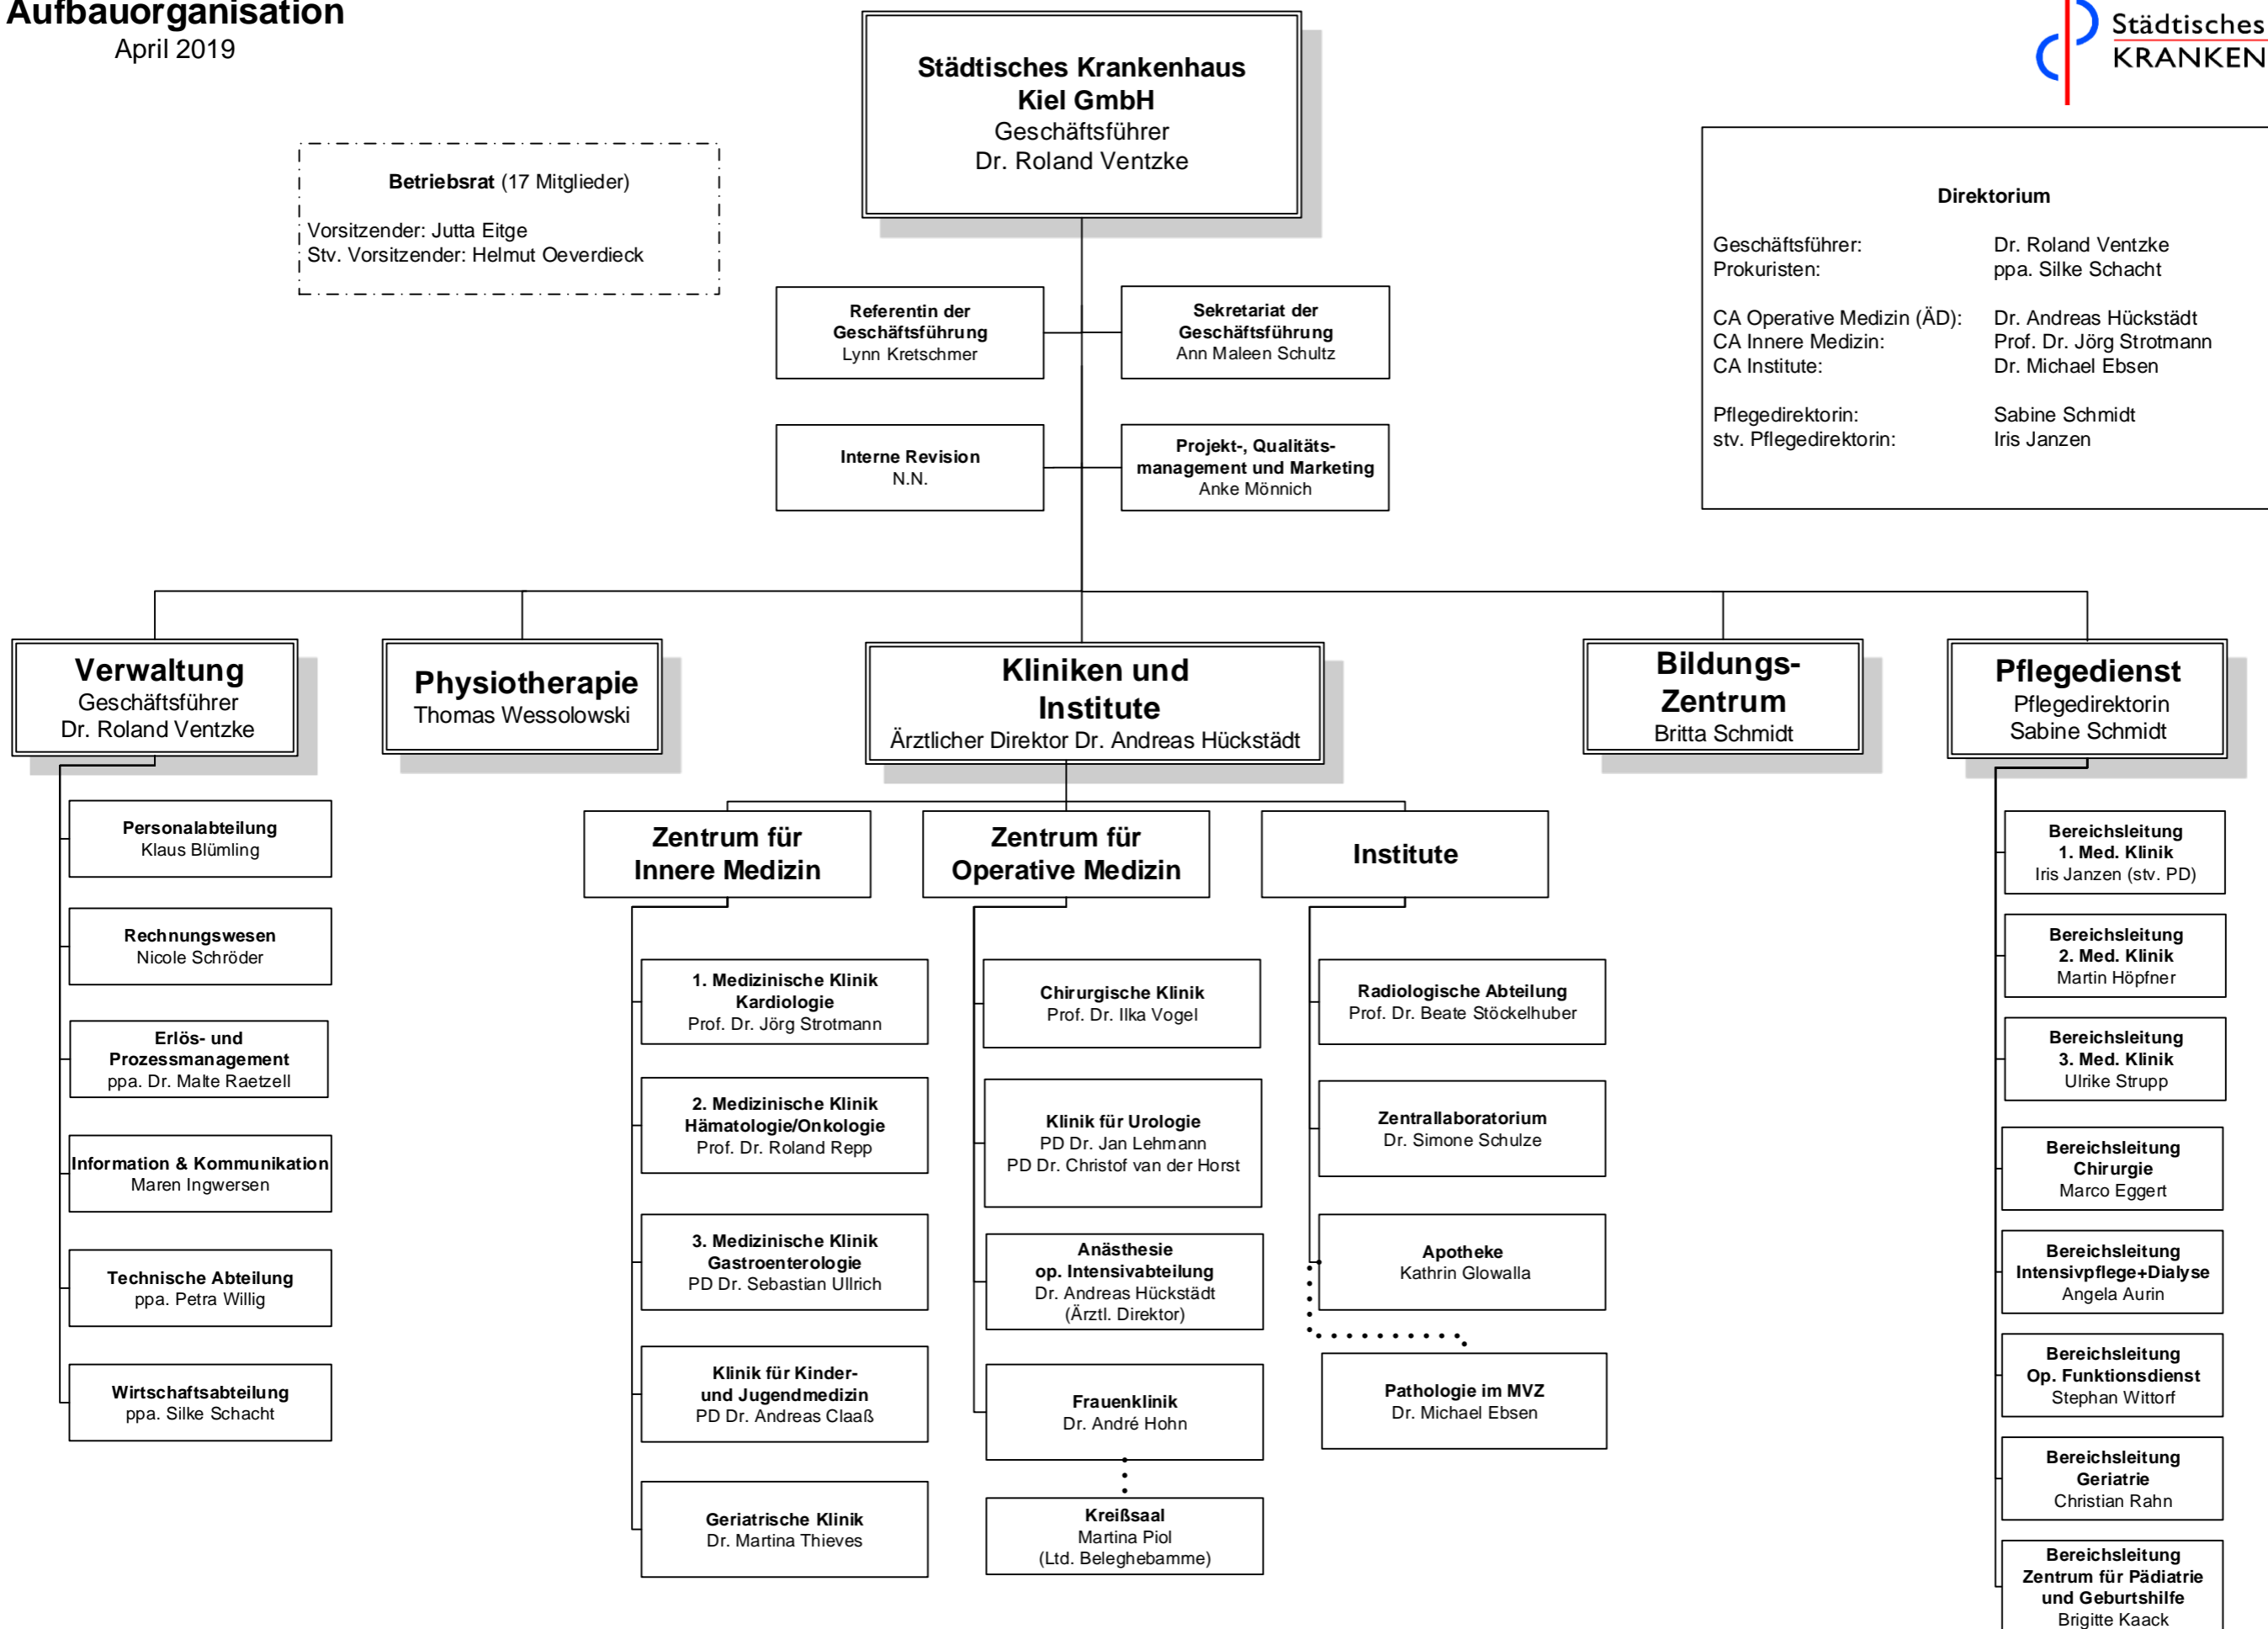 Aufbauorganisation
April 2019
Städtisches
KRANKEN
Städtisches Krankenhaus
Kiel GmbH
Geschäftsführer
Dr. Roland Ventzke
Betriebsrat (17 Mitglieder)
Vorsitzender: Jutta Eitge
Stv. Vorsitzender: Helmut Oeverdieck
Direktorium
Geschäftsführer: Dr. Roland Ventzke
Prokuristen: ppa. Silke Schacht
CA Operative Medizin (ÄD): Dr. Andreas Hückstädt
CA Innere Medizin: Prof. Dr. Jörg Strotmann
CA Institute: Dr. Michael Ebsen
Pflegedirektorin: Sabine Schmidt
stv. Pflegedirektorin: Iris Janzen
Referentin der
Geschäftsführung
Lynn Kretschmer
Sekretariat der
Geschäftsführung
Ann Maleen Schultz
Interne Revision
N.N.
Projekt-, Qualitäts-
management und Marketing
Anke Mönnich
Verwaltung
Geschäftsführer
Dr. Roland Ventzke
Physiotherapie
Thomas Wessolowski
Kliniken und
Institute
Ärztlicher Direktor Dr. Andreas Hückstädt
Bildungs-
Zentrum
Britta Schmidt
Pflegedienst
Pflegedirektorin
Sabine Schmidt
Personalabteilung
Klaus Blümling
Rechnungswesen
Nicole Schröder
Erlös- und
Prozessmanagement
ppa. Dr. Malte Raetzell
Information & Kommunikation
Maren Ingwersen
Technische Abteilung
ppa. Petra Willig
Wirtschaftsabteilung
ppa. Silke Schacht
Zentrum für
Innere Medizin
1. Medizinische Klinik
Kardiologie
Prof. Dr. Jörg Strotmann
2. Medizinische Klinik
Hämatologie/Onkologie
Prof. Dr. Roland Repp
3. Medizinische Klinik
Gastroenterologie
PD Dr. Sebastian Ullrich
Klinik für Kinder-
und Jugendmedizin
PD Dr. Andreas Claaß
Geriatrische Klinik
Dr. Martina Thieves
Zentrum für
Operative Medizin
Chirurgische Klinik
Prof. Dr. Ilka Vogel
Klinik für Urologie
PD Dr. Jan Lehmann
PD Dr. Christof van der Horst
Anästhesie
op. Intensivabteilung
Dr. Andreas Hückstädt
(Ärztl. Direktor)
Frauenklinik
Dr. André Hohn
Kreißsaal
Martina Piol
(Ltd. Beleghebamme)
Institute
Radiologische Abteilung
Prof. Dr. Beate Stöckelhuber
Zentrallaboratorium
Dr. Simone Schulze
Apotheke
Kathrin Glowalla
Pathologie im MVZ
Dr. Michael Ebsen
Bereichsleitung
1. Med. Klinik
Iris Janzen (stv. PD)
Bereichsleitung
2. Med. Klinik
Martin Höpfner
Bereichsleitung
3. Med. Klinik
Ulrike Strupp
Bereichsleitung
Chirurgie
Marco Eggert
Bereichsleitung
Intensivpflege+Dialyse
Angela Aurin
Bereichsleitung
Op. Funktionsdienst
Stephan Wittorf
Bereichsleitung
Geriatrie
Christian Rahn
Bereichsleitung
Zentrum für Pädiatrie
und Geburtshilfe
Brigitte Kaack